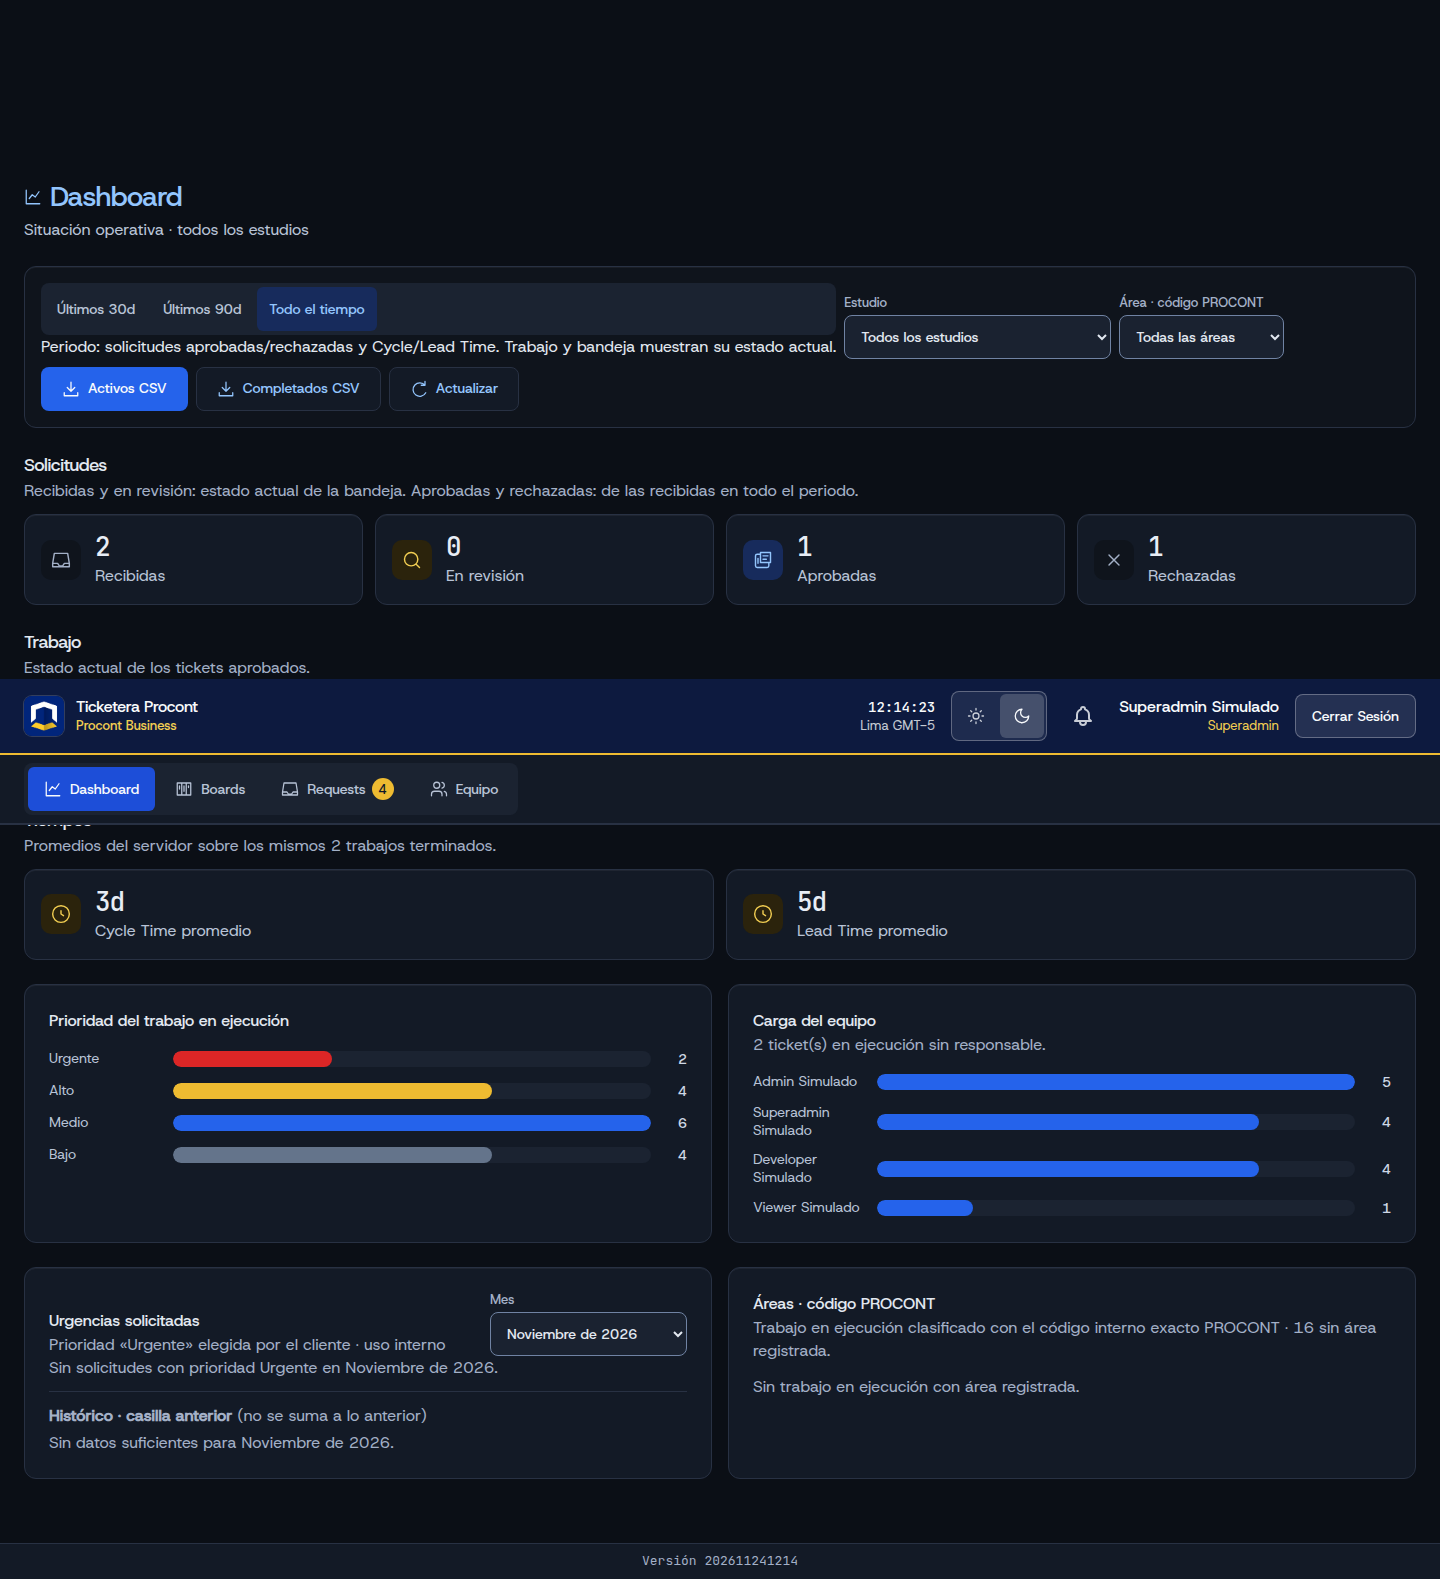 Dashboard
Situación operativa · todos los estudios
Últimos 30d
Últimos 90d
Todo el tiempo
Periodo: solicitudes aprobadas/rechazadas y Cycle/Lead Time. Trabajo y bandeja muestran su estado actual.
Estudio
Todos los estudios
Área · código PROCONT
Todas las áreas
Activos CSV
Completados CSV
Actualizar
Solicitudes
Recibidas y en revisión: estado actual de la bandeja. Aprobadas y rechazadas: de las recibidas en todo el periodo.
2
Recibidas
0
En revisión
1
Aprobadas
1
Rechazadas
Trabajo
Estado actual de los tickets aprobados.
Ticketera Procont
Procont Business
12:14:23
Lima GMT-5
Superadmin Simulado
Superadmin
Cerrar Sesión
Dashboard
Boards
Requests 4
Equipo
Promedios del servidor sobre los mismos 2 trabajos terminados.
3d
Cycle Time promedio
5d
Lead Time promedio
Prioridad del trabajo en ejecución
Urgente 2
Alto 4
Medio 6
Bajo 4
Carga del equipo
2 ticket(s) en ejecución sin responsable.
Admin Simulado 5
Superadmin
Simulado 4
Developer
Simulado 4
Viewer Simulado 1
Urgencias solicitadas
Prioridad «Urgente» elegida por el cliente · uso interno
Mes
Noviembre de 2026
Sin solicitudes con prioridad Urgente en Noviembre de 2026.
Histórico · casilla anterior (no se suma a lo anterior)
Sin datos suficientes para Noviembre de 2026.
Áreas · código PROCONT
Trabajo en ejecución clasificado con el código interno exacto PROCONT · 16 sin área
registrada.
Sin trabajo en ejecución con área registrada.
Versión 202611241214